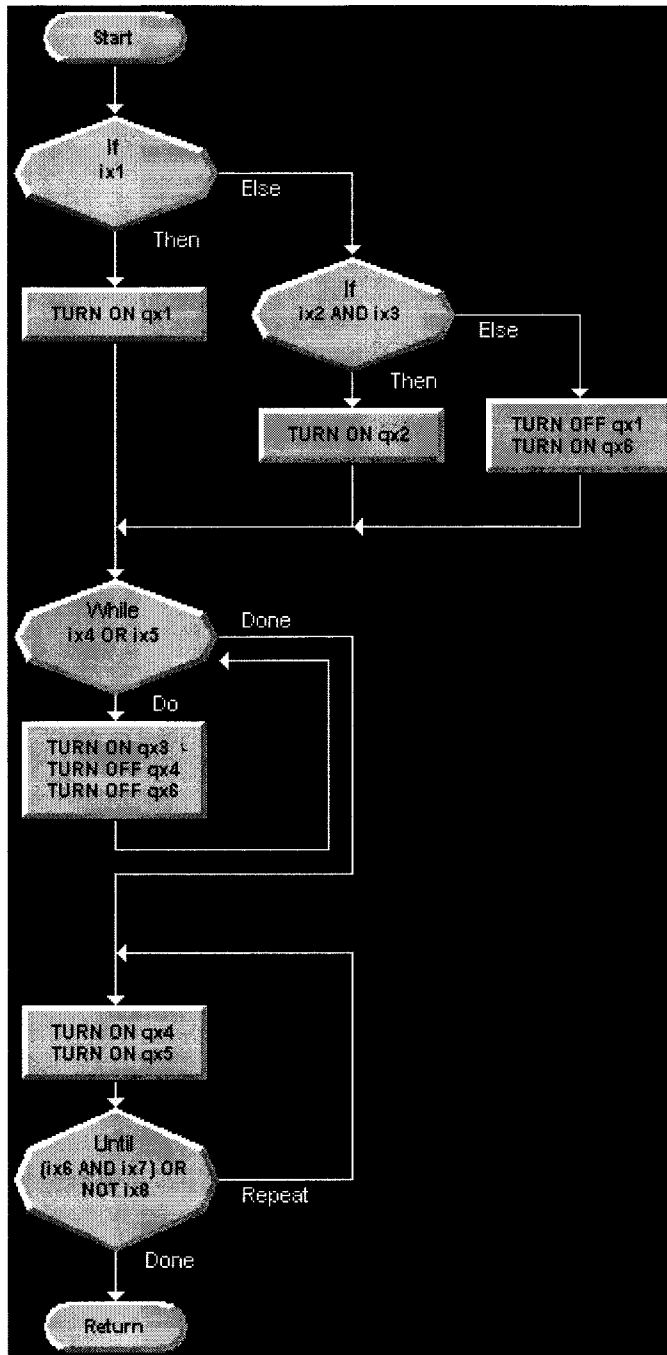 Start
If
ix1
Else
Then
TURN ON qx1
If
ix2 AND ix3
Else
Then
TURN ON qx2
TURN OFF qx1
TURN ON qx6
While
ix4 OR ix5
Done
Do
TURN ON qx3
TURN OFF qx4
TURN OFF qx6
TURN ON qx4
TURN ON qx5
Until
(ix6 AND ix7) OR
NOT ix8
Repeat
Done
Return